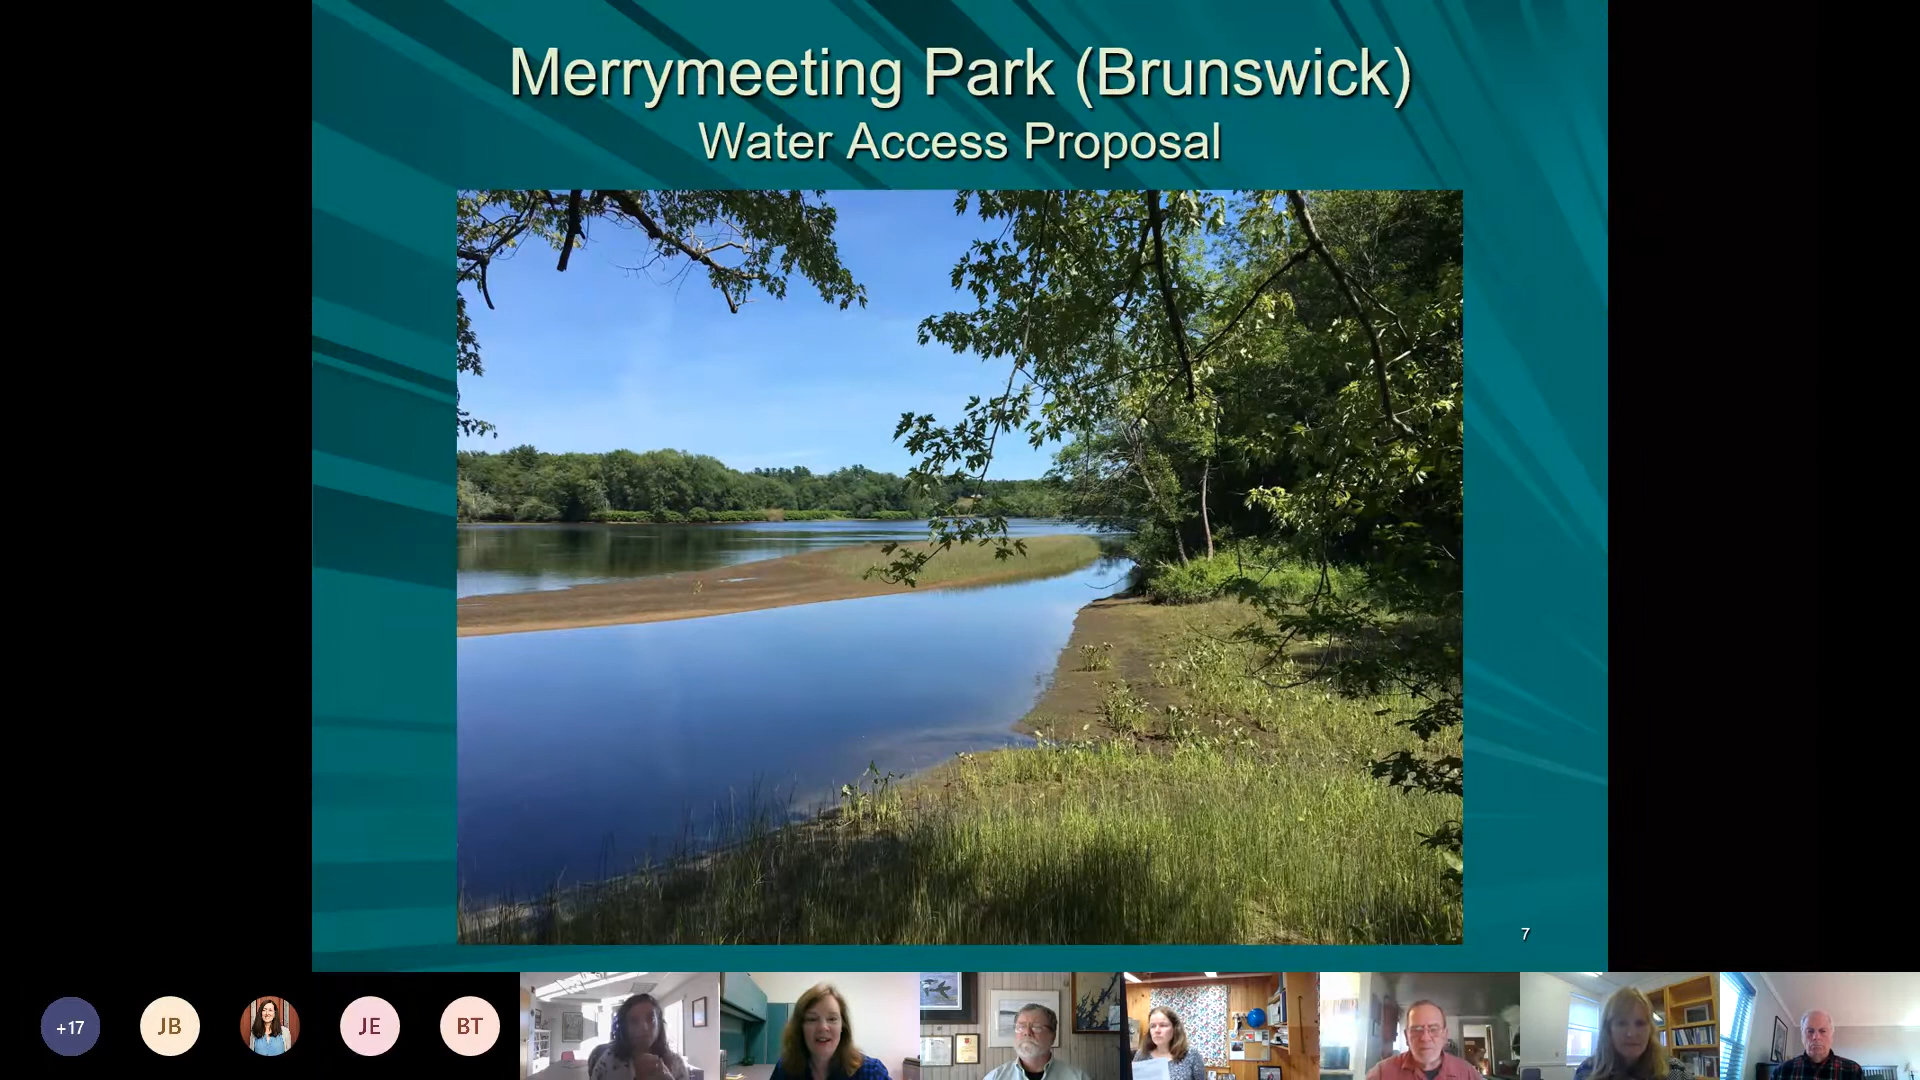 Merrymeeting Park (Brunswick)
Water Access Proposal
7
+17
JB
JE
BT